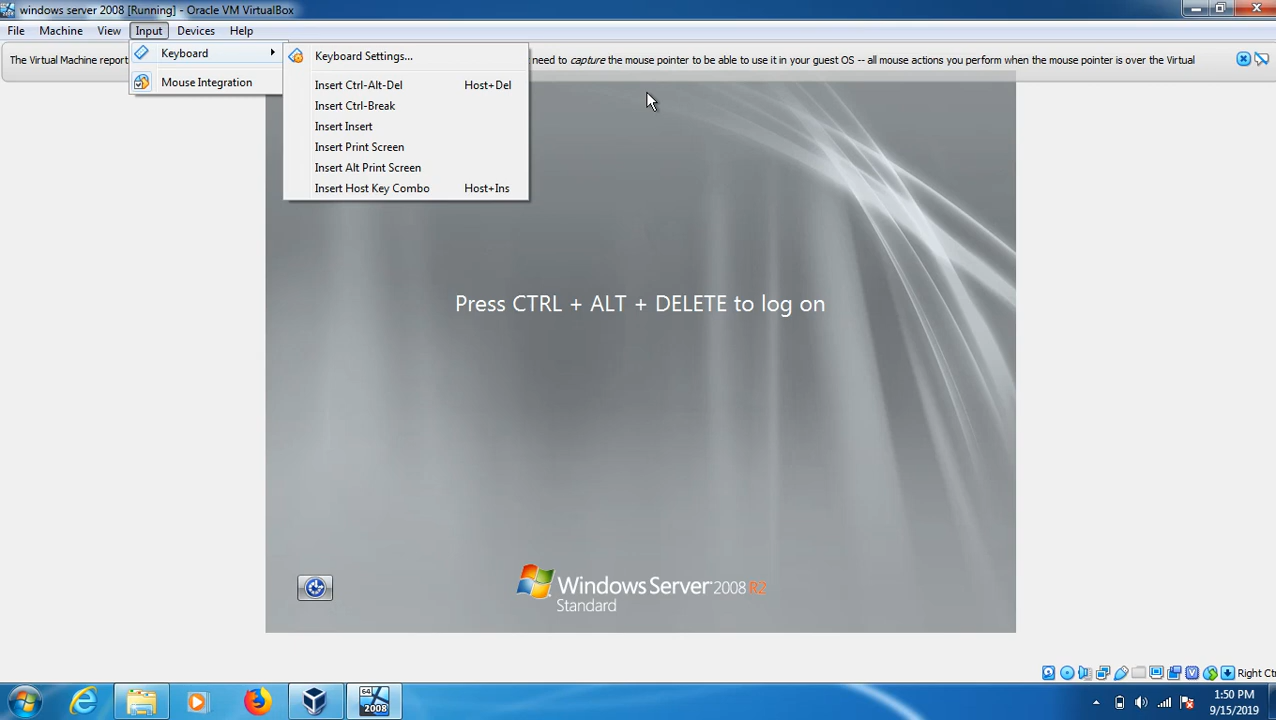 windows server 2008 [Running] - Oracle VM VirtualBox
File Machine View Input Devices Help
The Virtual Machine report
need to capture the mouse pointer to be able to use it in your guest OS -- all mouse actions you perform when the mouse pointer is over the Virtual
Keyboard
Mouse Integration
Keyboard Settings...
Insert Ctrl-Alt-Del Host+Del
Insert Ctrl-Break
Insert Insert
Insert Print Screen
Insert Alt Print Screen
Insert Host Key Combo Host+Ins
Press CTRL + ALT + DELETE to log on
Windows Server 2008 R2
Standard
Right Ct
64
2008
1:50 PM
9/15/2019